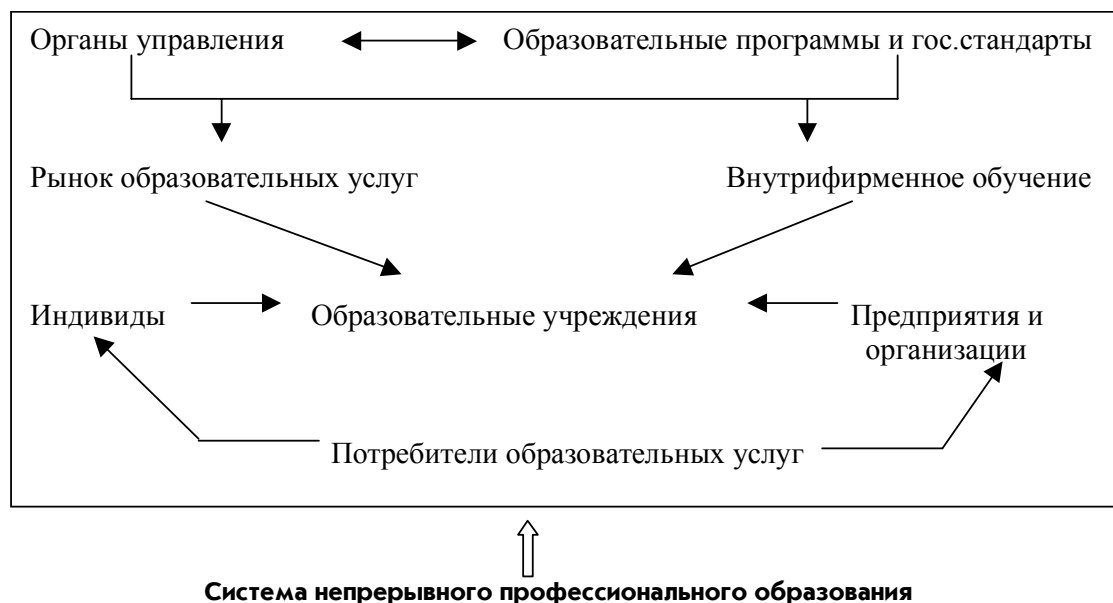 Органы управления
Образовательные программы и гос.стандарты
Рынок образовательных услуг
Внутрифирменное обучение
Индивиды
Образовательные учреждения
Предприятия и
организации
Потребители образовательных услуг
Система непрерывного профессионального образования